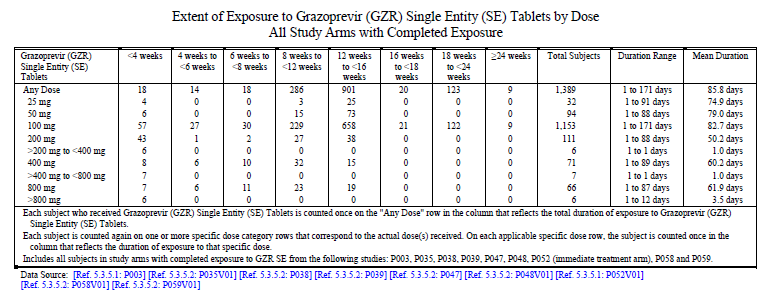 Extent of Exposure to Grazoprevir (GZR) Single Entity (SE) Tablets by Dose
All Study Arms with Completed Exposure
Grazoprevir (GZR) Single Entity (SE) Tablets <4 weeks 4 weeks to <6 weeks 6 weeks to <8 weeks 8 weeks to <12 weeks 12 weeks to <16 weeks 16 weeks to <18 weeks 18 weeks to <24 weeks ≥24 weeks Total Subjects Duration Range Mean Duration
Any Dose 18 14 18 286 901 20 123 9 1,389 1 to 171 days 85.8 days
25 mg 4 0 0 3 25 0 0 0 32 1 to 91 days 74.9 days
50 mg 6 0 0 15 73 0 0 0 94 1 to 88 days 79.0 days
100 mg 57 27 30 229 658 21 122 9 1,153 1 to 171 days 82.7 days
200 mg 43 1 2 27 38 0 0 0 111 1 to 88 days 50.2 days
>200 mg to <400 mg 6 0 0 0 0 0 0 0 6 1 to 1 days 1.0 days
400 mg 8 6 10 32 15 0 0 0 71 1 to 89 days 60.2 days
>400 mg to <800 mg 7 0 0 0 0 0 0 0 7 1 to 1 days 1.0 days
800 mg 7 6 11 23 19 0 0 0 66 1 to 87 days 61.9 days
>800 mg 6 0 0 0 0 0 0 0 6 1 to 12 days 3.5 days
Each subject who received Grazoprevir (GZR) Single Entity (SE) Tablets is counted once on the "Any Dose" row in the column that reflects the total duration of exposure to Grazoprevir (GZR)
Single Entity (SE) Tablets.
Each subject is counted again on one or more specific dose category rows that correspond to the actual dose(s) received. On each applicable specific dose row, the subject is counted once in the
column that reflects the duration of exposure to that specific dose.
Includes all subjects in study arms with completed exposure to GZR SE from the following studies: P003, P035, P038, P039, P047, P048, P052 (immediate treatment arm), P058 and P059.
Data Source: [Ref. 5.3.5.1: P003] [Ref. 5.3.5.2: P035V01] [Ref. 5.3.5.2: P038] [Ref. 5.3.5.2: P039] [Ref. 5.3.5.2: P047] [Ref. 5.3.5.2: P048V01] [Ref. 5.3.5.1: P052V01]
[Ref. 5.3.5.2: P058V01] [Ref. 5.3.5.2: P059V01]